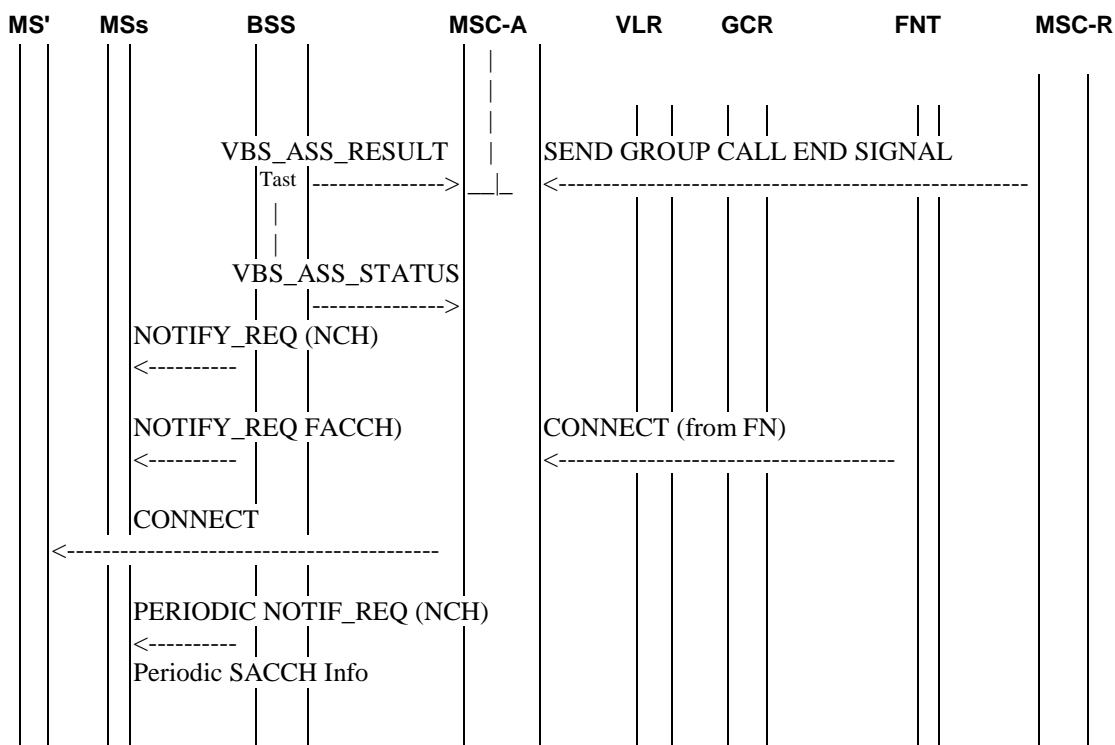 MS' MSs BSS MSC-A VLR GCR FNT MSC-R
VBS_ASS_RESULT SEND GROUP CALL END SIGNAL
Tast
VBS_ASS_STATUS
NOTIFY_REQ (NCH)
NOTIFY_REQ FACCH) CONNECT (from FN)
CONNECT
PERIODIC NOTIF_REQ (NCH)
Periodic SACCH Info